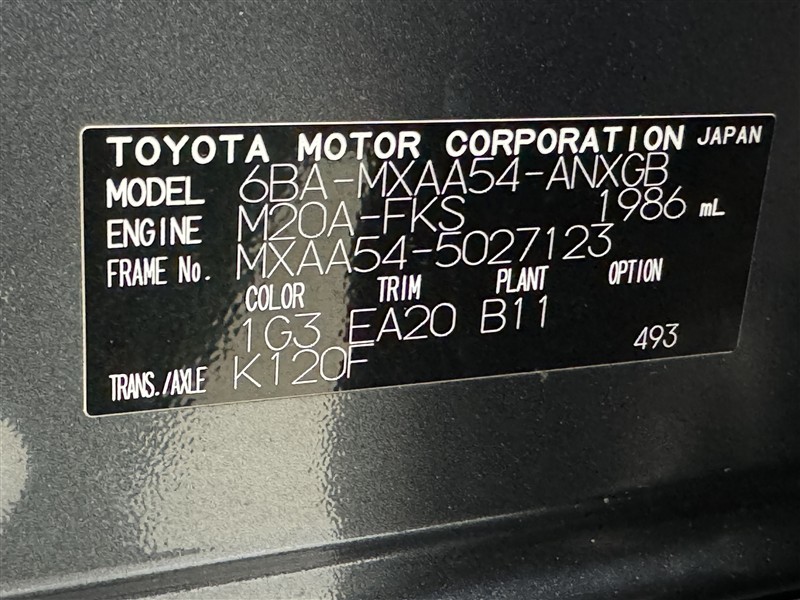 TOYOTA MOTOR CORPORATION JAPAN
MODEL 6BA-MXAA54-ANXGB
ENGINE M20A-FKS 1986 mL
FRAME No. MXAA54-5027123
COLOR TRIM PLANT OPTION
1G3 EA20 B11
TRANS./AXLE K120F 493